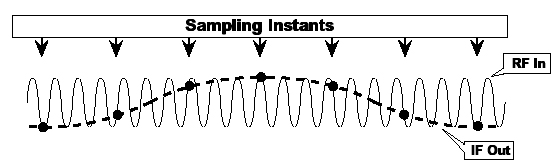 Sampling Instants
RF In
IF Out